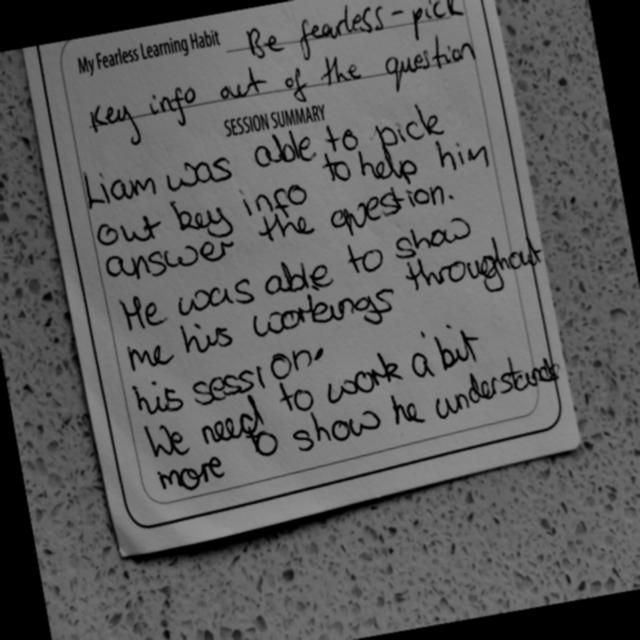 My Fearless Learning Habit Be fearless - pick
key info out of the question
SESSION SUMMARY
Liam was able to pick
out key info to help him
answer the question.
He was able to show
me his workings throughout
his session.
We need to work a bit
more to show he understands